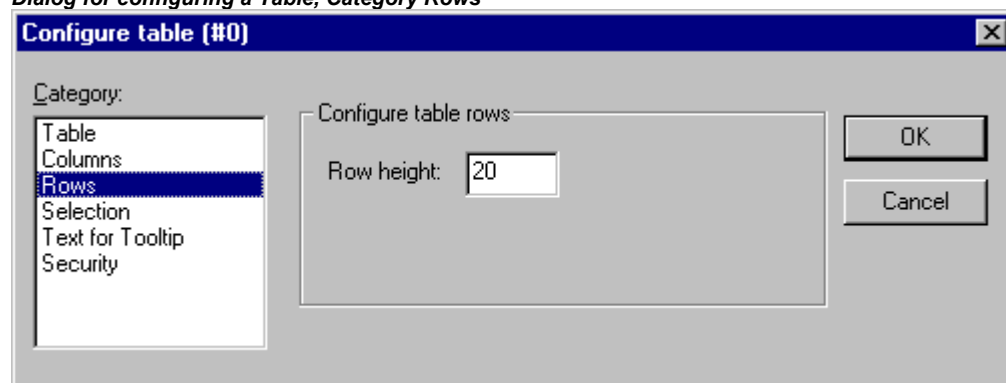 Dialog for configuring a Table, Category Rows
Configure table (#0)
Category:
Table
Columns
Rows
Selection
Text for Tooltip
Security
Configure table rows
Row height: 20
OK
Cancel